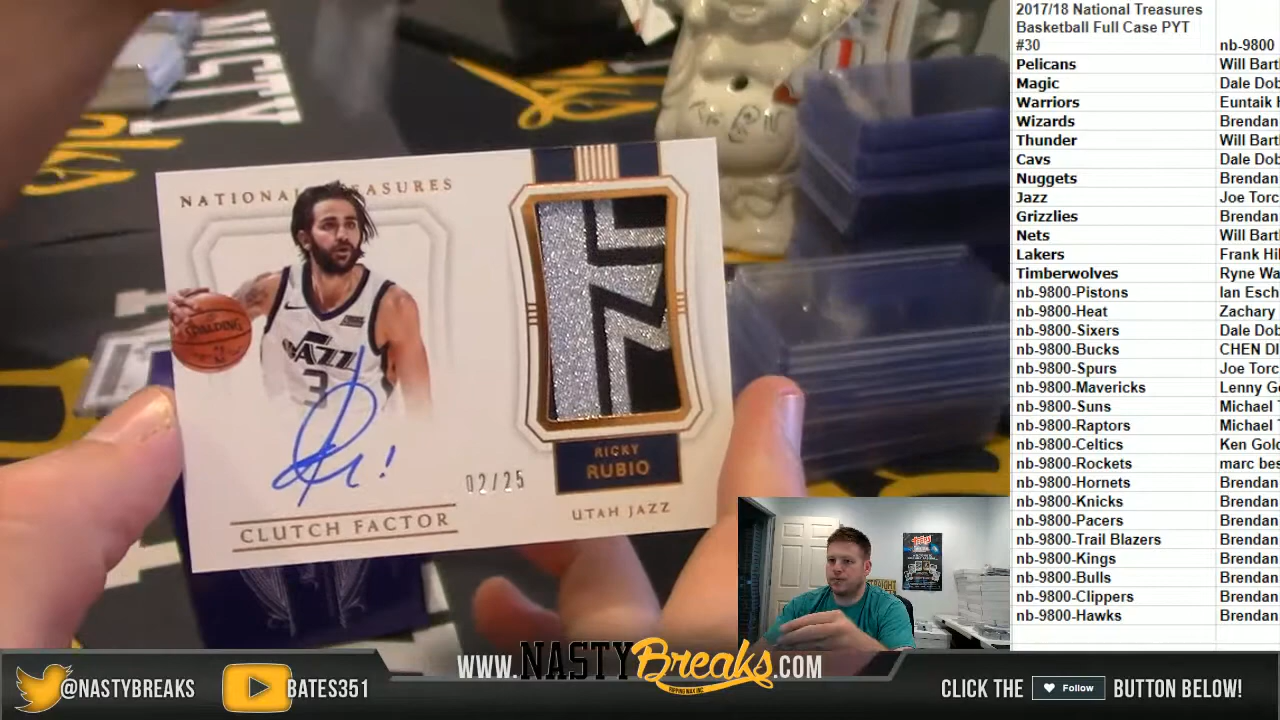 NATIONAL TREASURES
SPALDING
JAZZ
3
02/25
RICKY
RUBIO
UTAH JAZZ
CLUTCH FACTOR
NASTY
2017/18 National Treasures
Basketball Full Case PYT
#30 nb-9800
Pelicans Will Bart
Magic Dale Dob
Warriors Euntaik
Wizards Brendan
Thunder Will Bart
Cavs Dale Dob
Nuggets Brendan
Jazz Joe Torc
Grizzlies Brendan
Nets Will Bart
Lakers Frank Hil
Timberwolves Ryne Wa
nb-9800-Pistons Ian Esch
nb-9800-Heat Zachary
nb-9800-Sixers Dale Dob
nb-9800-Bucks CHEN DI
nb-9800-Spurs Joe Torc
nb-9800-Mavericks Lenny Go
nb-9800-Suns Michael T
nb-9800-Raptors Michael T
nb-9800-Celtics Ken Gold
nb-9800-Rockets marc bes
nb-9800-Hornets Brendan
nb-9800-Knicks Brendan
nb-9800-Pacers Brendan
nb-9800-Trail Blazers Brendan
nb-9800-Kings Brendan
nb-9800-Bulls Brendan
nb-9800-Clippers Brendan
nb-9800-Hawks Brendan
@NASTYBREAKS
BATES351
WWW.NASTYBreaks.COM
RIPPING WAX INC
CLICK THE Follow BUTTON BELOW!